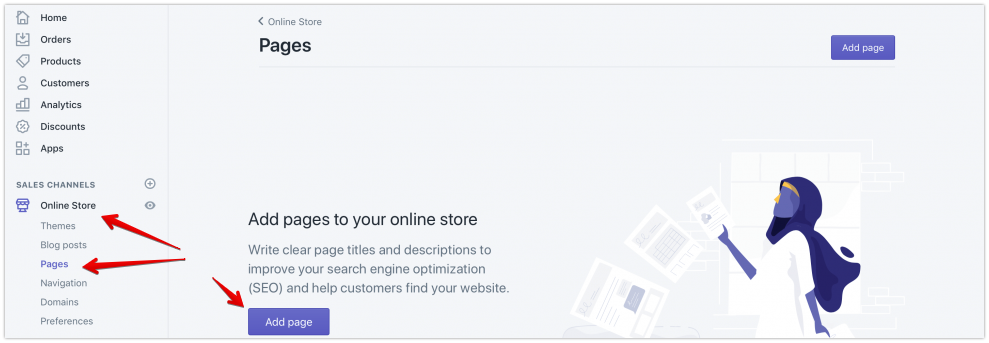 Home
Orders
Products
Customers
Analytics
Discounts
Apps
SALES CHANNELS
Online Store
Themes
Blog posts
Pages
Navigation
Domains
Preferences
Online Store
Pages
Add page
Add pages to your online store
Write clear page titles and descriptions to
improve your search engine optimization
(SEO) and help customers find your website.
Add page